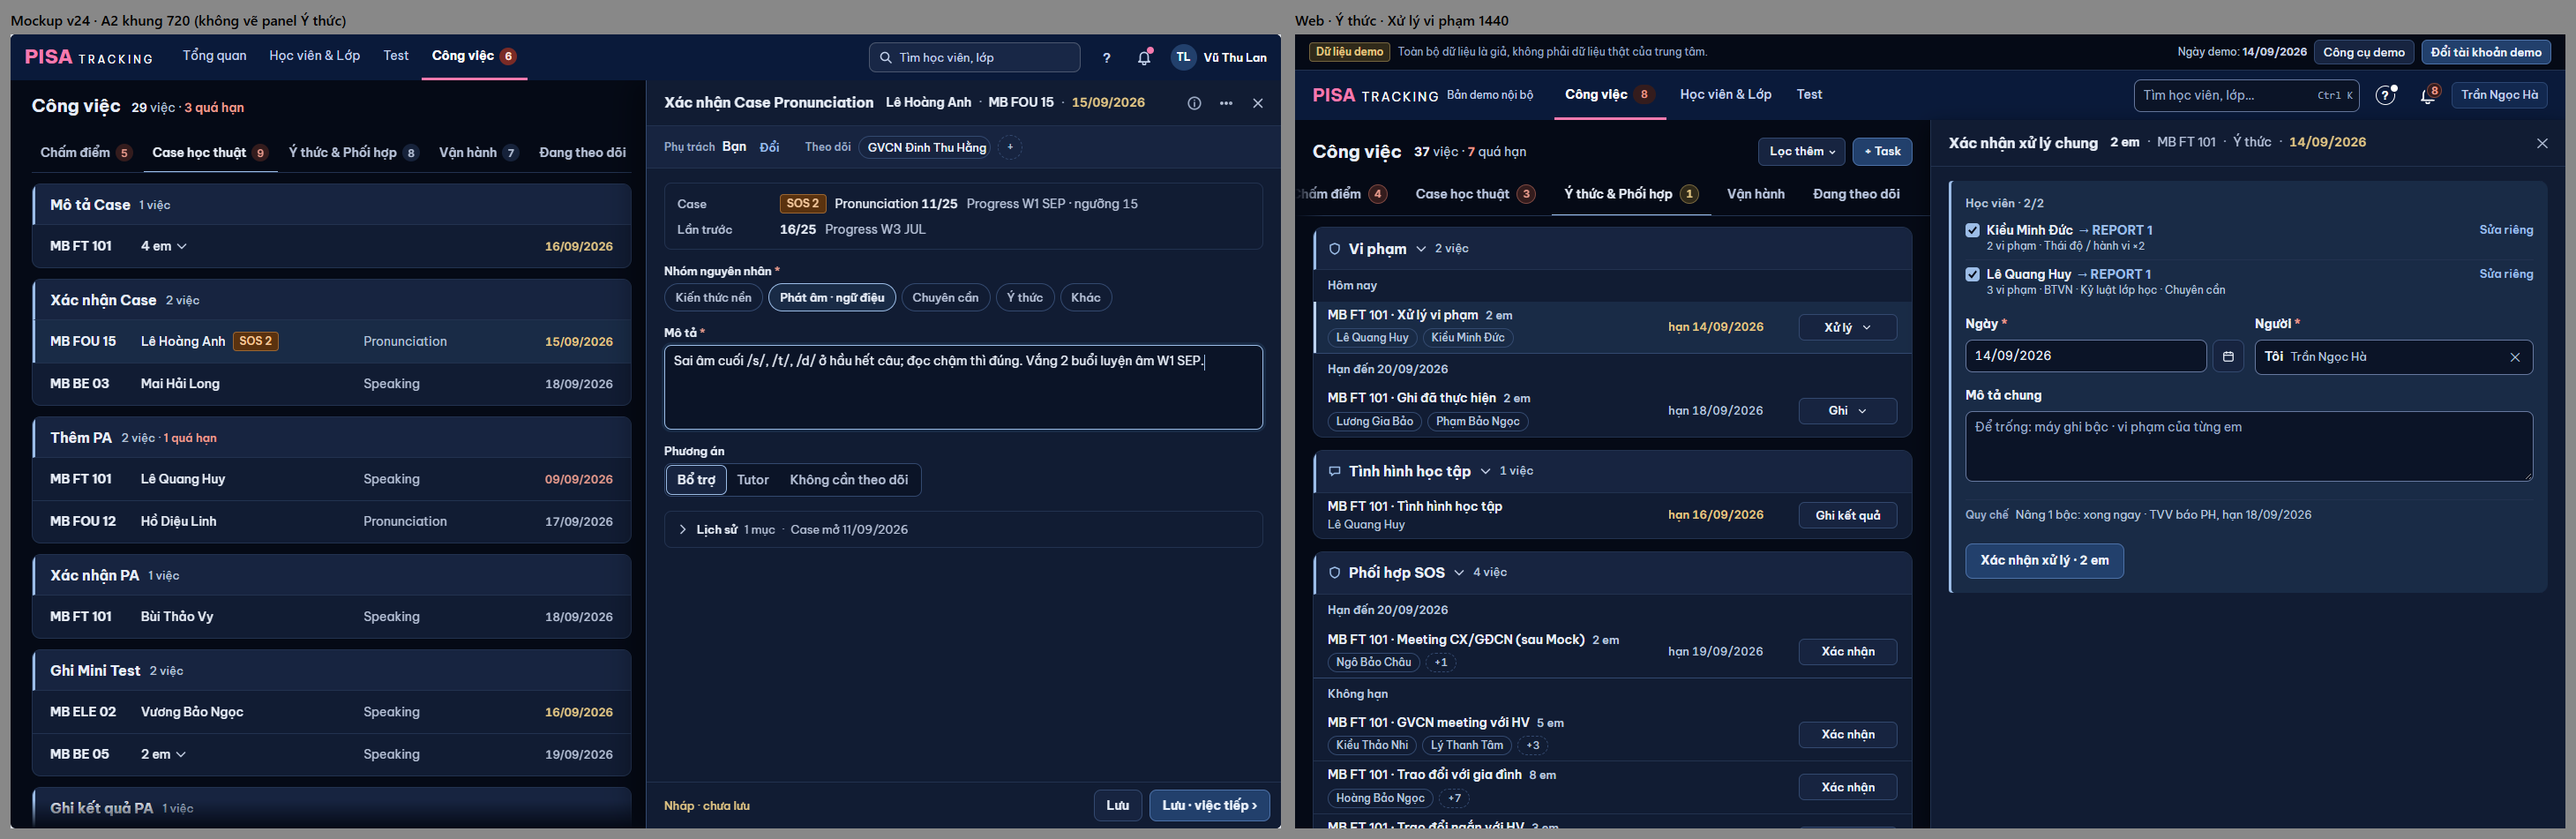 Mockup v24 · A2 khung 720 (không vẽ panel Ý thức)
PISA TRACKING Tổng quan Học viên & Lớp Test Công việc 6 Tìm học viên, lớp ? TL Vũ Thu Lan
Công việc 29 việc · 3 quá hạn
Chấm điểm 5 Case học thuật 9 Ý thức & Phối hợp 8 Vận hành 7 Đang theo dõi
Mô tả Case 1 việc
MB FT 101 4 em 16/09/2026
Xác nhận Case 2 việc
MB FOU 15 Lê Hoàng Anh SOS 2 Pronunciation 15/09/2026
MB BE 03 Mai Hải Long Speaking 18/09/2026
Thêm PA 2 việc · 1 quá hạn
MB FT 101 Lê Quang Huy Speaking 09/09/2026
MB FOU 12 Hồ Diệu Linh Pronunciation 17/09/2026
Xác nhận PA 1 việc
MB FT 101 Bùi Thảo Vy Speaking 18/09/2026
Ghi Mini Test 2 việc
MB ELE 02 Vương Bảo Ngọc Speaking 16/09/2026
MB BE 05 2 em Speaking 19/09/2026
Ghi kết quả PA 1 việc
Xác nhận Case Pronunciation Lê Hoàng Anh · MB FOU 15 · 15/09/2026
Phụ trách Bạn Đổi Theo dõi GVCN Đinh Thu Hằng +
Case SOS 2 Pronunciation 11/25 Progress W1 SEP · ngưỡng 15
Lần trước 16/25 Progress W3 JUL
Nhóm nguyên nhân *
Kiến thức nền Phát âm · ngữ điệu Chuyên cần Ý thức Khác
Mô tả *
Sai âm cuối /s/, /t/, /d/ ở hầu hết câu; đọc chậm thì đúng. Vắng 2 buổi luyện âm W1 SEP.
Phương án
Bổ trợ Tutor Không cần theo dõi
Lịch sử 1 mục · Case mở 11/09/2026
Nháp · chưa lưu Lưu Lưu · việc tiếp ›
Web · Ý thức · Xử lý vi phạm 1440
Dữ liệu demo Toàn bộ dữ liệu là giả, không phải dữ liệu thật của trung tâm. Ngày demo: 14/09/2026 Công cụ demo Đổi tài khoản demo
PISA TRACKING Bản demo nội bộ Công việc 8 Học viên & Lớp Test Tìm học viên, lớp... Ctrl K ? 8 Trần Ngọc Hà
Công việc 37 việc · 7 quá hạn Lọc thêm + Task
Chấm điểm 4 Case học thuật 3 Ý thức & Phối hợp 1 Vận hành Đang theo dõi
Vi phạm 2 việc
Hôm nay
MB FT 101 · Xử lý vi phạm 2 em hạn 14/09/2026 Xử lý
Lê Quang Huy Kiều Minh Đức
Hạn đến 20/09/2026
MB FT 101 · Ghi đã thực hiện 2 em hạn 18/09/2026 Ghi
Lương Gia Bảo Phạm Bảo Ngọc
Tình hình học tập 1 việc
MB FT 101 · Tình hình học tập hạn 16/09/2026 Ghi kết quả
Lê Quang Huy
Phối hợp SOS 4 việc
Hạn đến 20/09/2026
MB FT 101 · Meeting CX/GĐCN (sau Mock) 2 em hạn 19/09/2026 Xác nhận
Ngô Bảo Châu +1
Không hạn
MB FT 101 · GVCN meeting với HV 5 em Xác nhận
Kiều Thảo Nhi Lý Thanh Tâm +3
MB FT 101 · Trao đổi với gia đình 8 em Xác nhận
Hoàng Bảo Ngọc +7
MB FT 101 · Trao đổi ngắn với HV 3 em
Xác nhận xử lý chung 2 em · MB FT 101 · Ý thức · 14/09/2026
Học viên · 2/2
Kiều Minh Đức → REPORT 1 Sửa riêng
2 vi phạm · Thái độ / hành vi ×2
Lê Quang Huy → REPORT 1 Sửa riêng
3 vi phạm · BTVN · Kỷ luật lớp học · Chuyên cần
Ngày * Người *
14/09/2026 Tôi Trần Ngọc Hà
Mô tả chung
Để trống: máy ghi bậc · vi phạm của từng em
Quy chế Nâng 1 bậc: xong ngay · TVV báo PH, hạn 18/09/2026
Xác nhận xử lý · 2 em